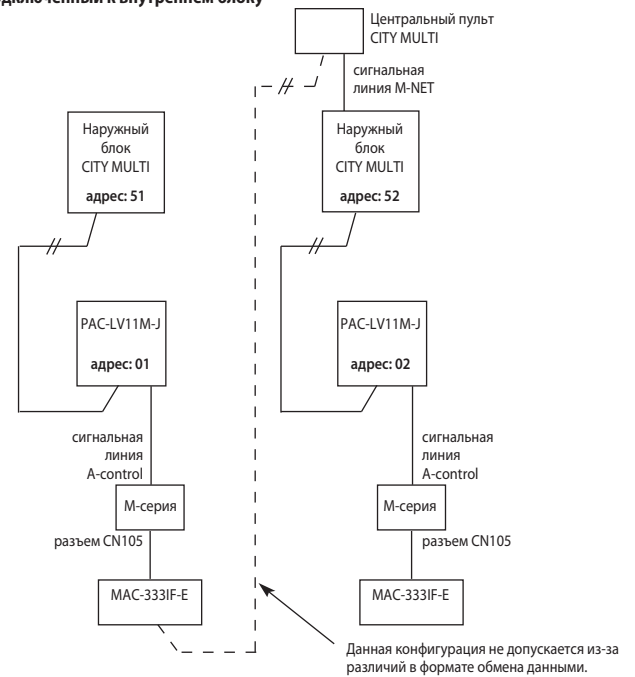 ключенный к внутреннем блоку
Центральный пульт
CITY MULTI
сигнальная
линия M-NET
Наружный
блок
CITY MULTI
адрес: 51
Наружный
блок
CITY MULTI
адрес: 52
PAC-LV11M-J
адрес: 01
PAC-LV11M-J
адрес: 02
сигнальная
линия
A-control
сигнальная
линия
A-control
М-серия
М-серия
разъем CN105
разъем CN105
MAC-333IF-E
MAC-333IF-E
Данная конфигурация не допускается из-за
различий в формате обмена данными.